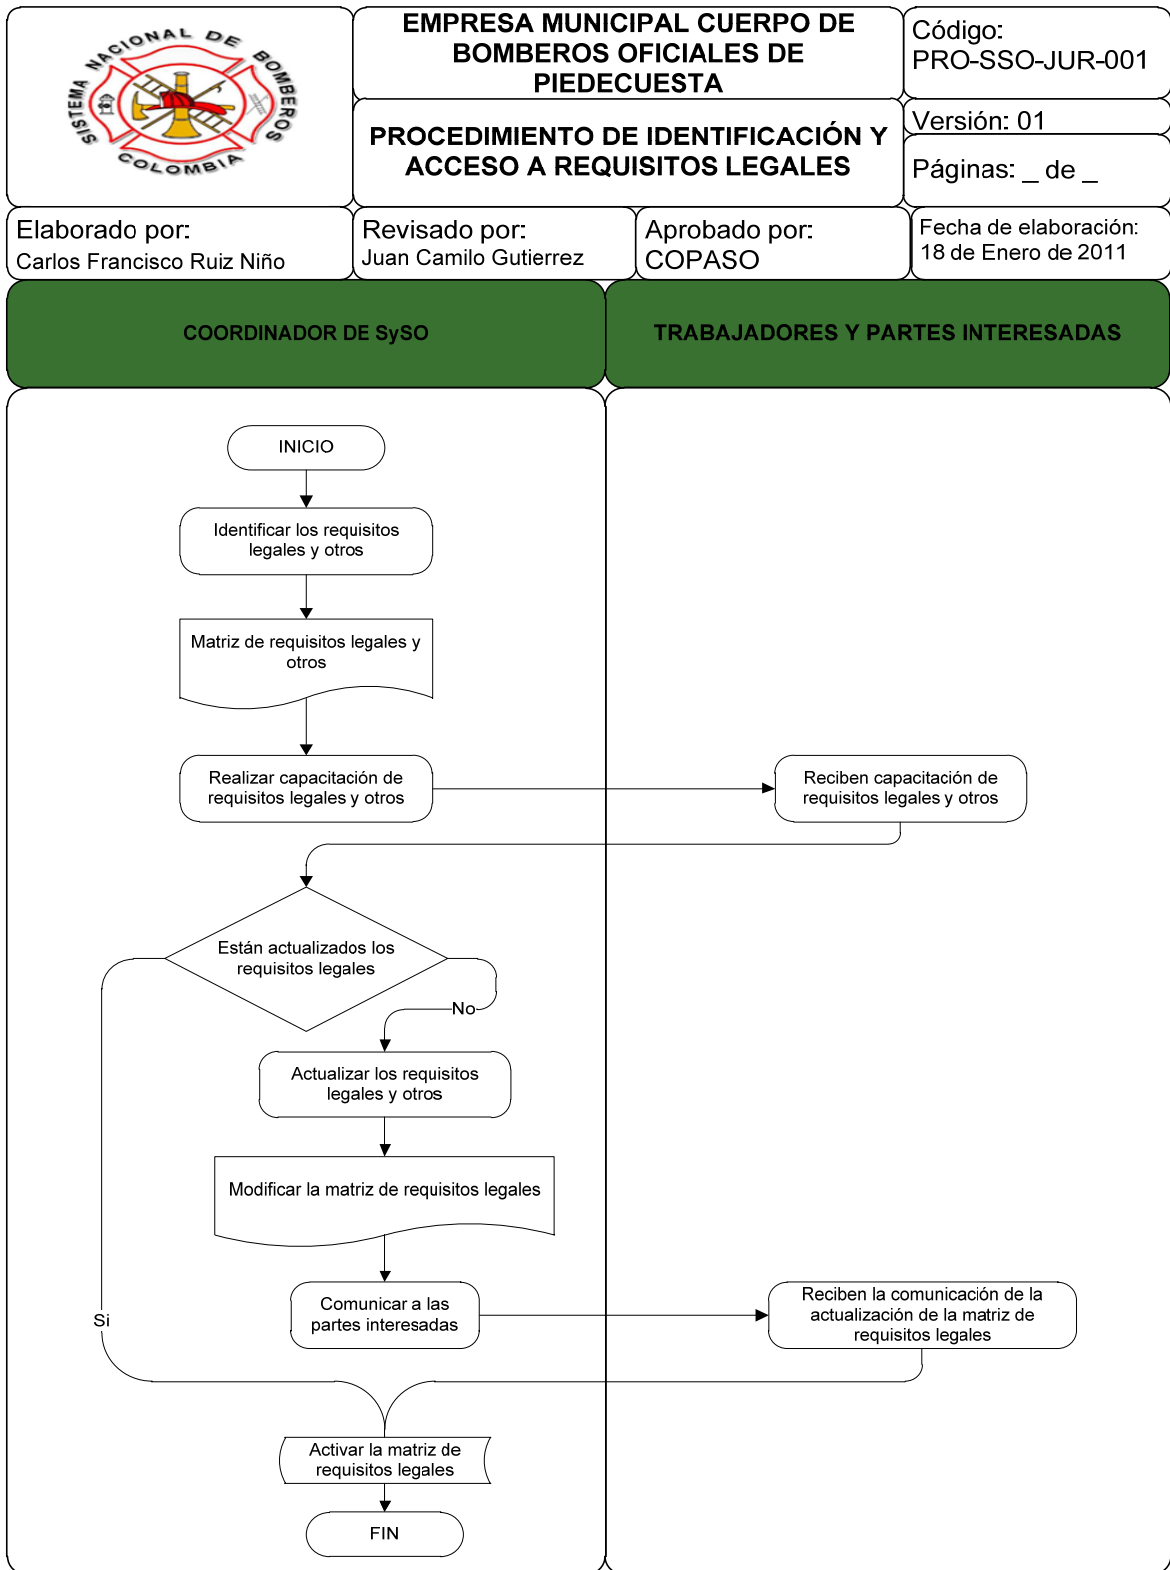 SISTEMA NACIONAL DE BOMBEROS
COLOMBIA
EMPRESA MUNICIPAL CUERPO DE
BOMBEROS OFICIALES DE
PIEDECUESTA
Código:
PRO-SSO-JUR-001
PROCEDIMIENTO DE IDENTIFICACIÓN Y
ACCESO A REQUISITOS LEGALES
Versión: 01
Páginas: _ de _
Elaborado por:
Carlos Francisco Ruiz Niño
Revisado por:
Juan Camilo Gutierrez
Aprobado por:
COPASO
Fecha de elaboración:
18 de Enero de 2011
COORDINADOR DE SySO
TRABAJADORES Y PARTES INTERESADAS
INICIO
Identificar los requisitos
legales y otros
Matriz de requisitos legales y
otros
Realizar capacitación de
requisitos legales y otros
Reciben capacitación de
requisitos legales y otros
Están actualizados los
requisitos legales
No
Actualizar los requisitos
legales y otros
Modificar la matriz de requisitos legales
Comunicar a las
partes interesadas
Reciben la comunicación de la
actualización de la matriz de
requisitos legales
Si
Activar la matriz de
requisitos legales
FIN